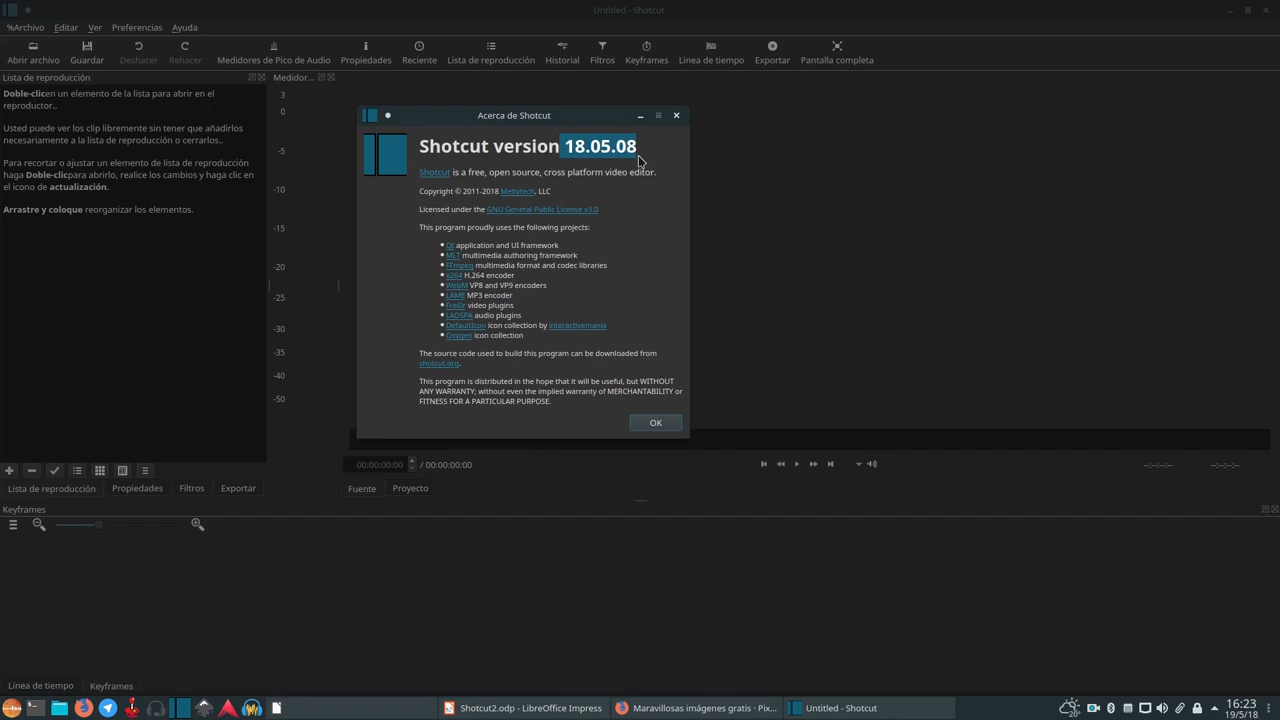 Untitled - Shotcut
%Archivo Editar Ver Preferencias Ayuda
Abrir archivo Guardar Deshacer Rehacer Medidores de Pico de Audio Propiedades Reciente Lista de reproducción Historial Filtros Keyframes Linea de tiempo Exportar Pantalla completa
Lista de reproducción
Medidor...
Doble-clicen un elemento de la lista para abrir en el
reproductor..
Usted puede ver los clip libremente sin tener que añadirlos
necesariamente a la lista de reproducción o cerrarlos..
Para recortar o ajustar un elemento de lista de reproducción
haga Doble-clicpara abrirlo, realice los cambios y haga clic en
el icono de actualización.
Arrastre y coloque reorganizar los elementos.
3
0
-5
-10
-15
-20
-25
-30
-35
-40
-50
Acerca de Shotcut
Shotcut version 18.05.08
Shotcut is a free, open source, cross platform video editor.
Copyright © 2011-2018 Meltytech, LLC
Licensed under the GNU General Public License v3.0
This program proudly uses the following projects:
Qt application and UI framework
MLT multimedia authoring framework
FFmpeg multimedia format and codec libraries
x264 H.264 encoder
WebM VP8 and VP9 encoders
LAME MP3 encoder
Frei0r video plugins
LADSPA audio plugins
DefaultIcon icon collection by interactivemania
Oxygen icon collection
The source code used to build this program can be downloaded from
shotcut.org.
This program is distributed in the hope that it will be useful, but WITHOUT
ANY WARRANTY; without even the implied warranty of MERCHANTABILITY or
FITNESS FOR A PARTICULAR PURPOSE.
OK
00:00:00:00 / 00:00:00:00
--:--:--:-- --:--:--:--
Lista de reproducción Propiedades Filtros Exportar
Fuente Proyecto
Keyframes
Línea de tiempo Keyframes
Shotcut2.odp - LibreOffice Impress
Maravillosas imágenes gratis - Pix...
Untitled - Shotcut
20°
16:23
19/5/18